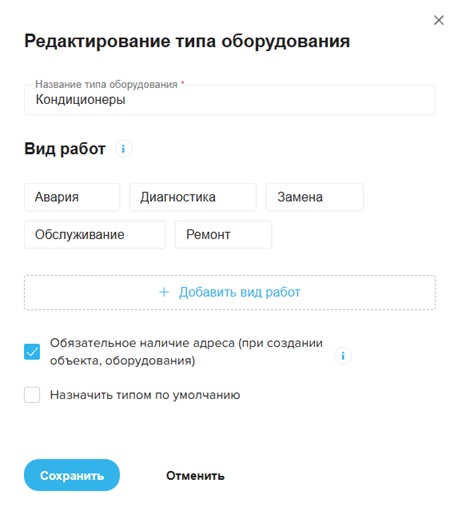 Редактирование типа оборудования
Название типа оборудования *
Кондиционеры
Вид работ
Авария
Диагностика
Замена
Обслуживание
Ремонт
+ Добавить вид работ
Обязательное наличие адреса (при создании
объекта, оборудования)
Назначить типом по умолчанию
Сохранить
Отменить